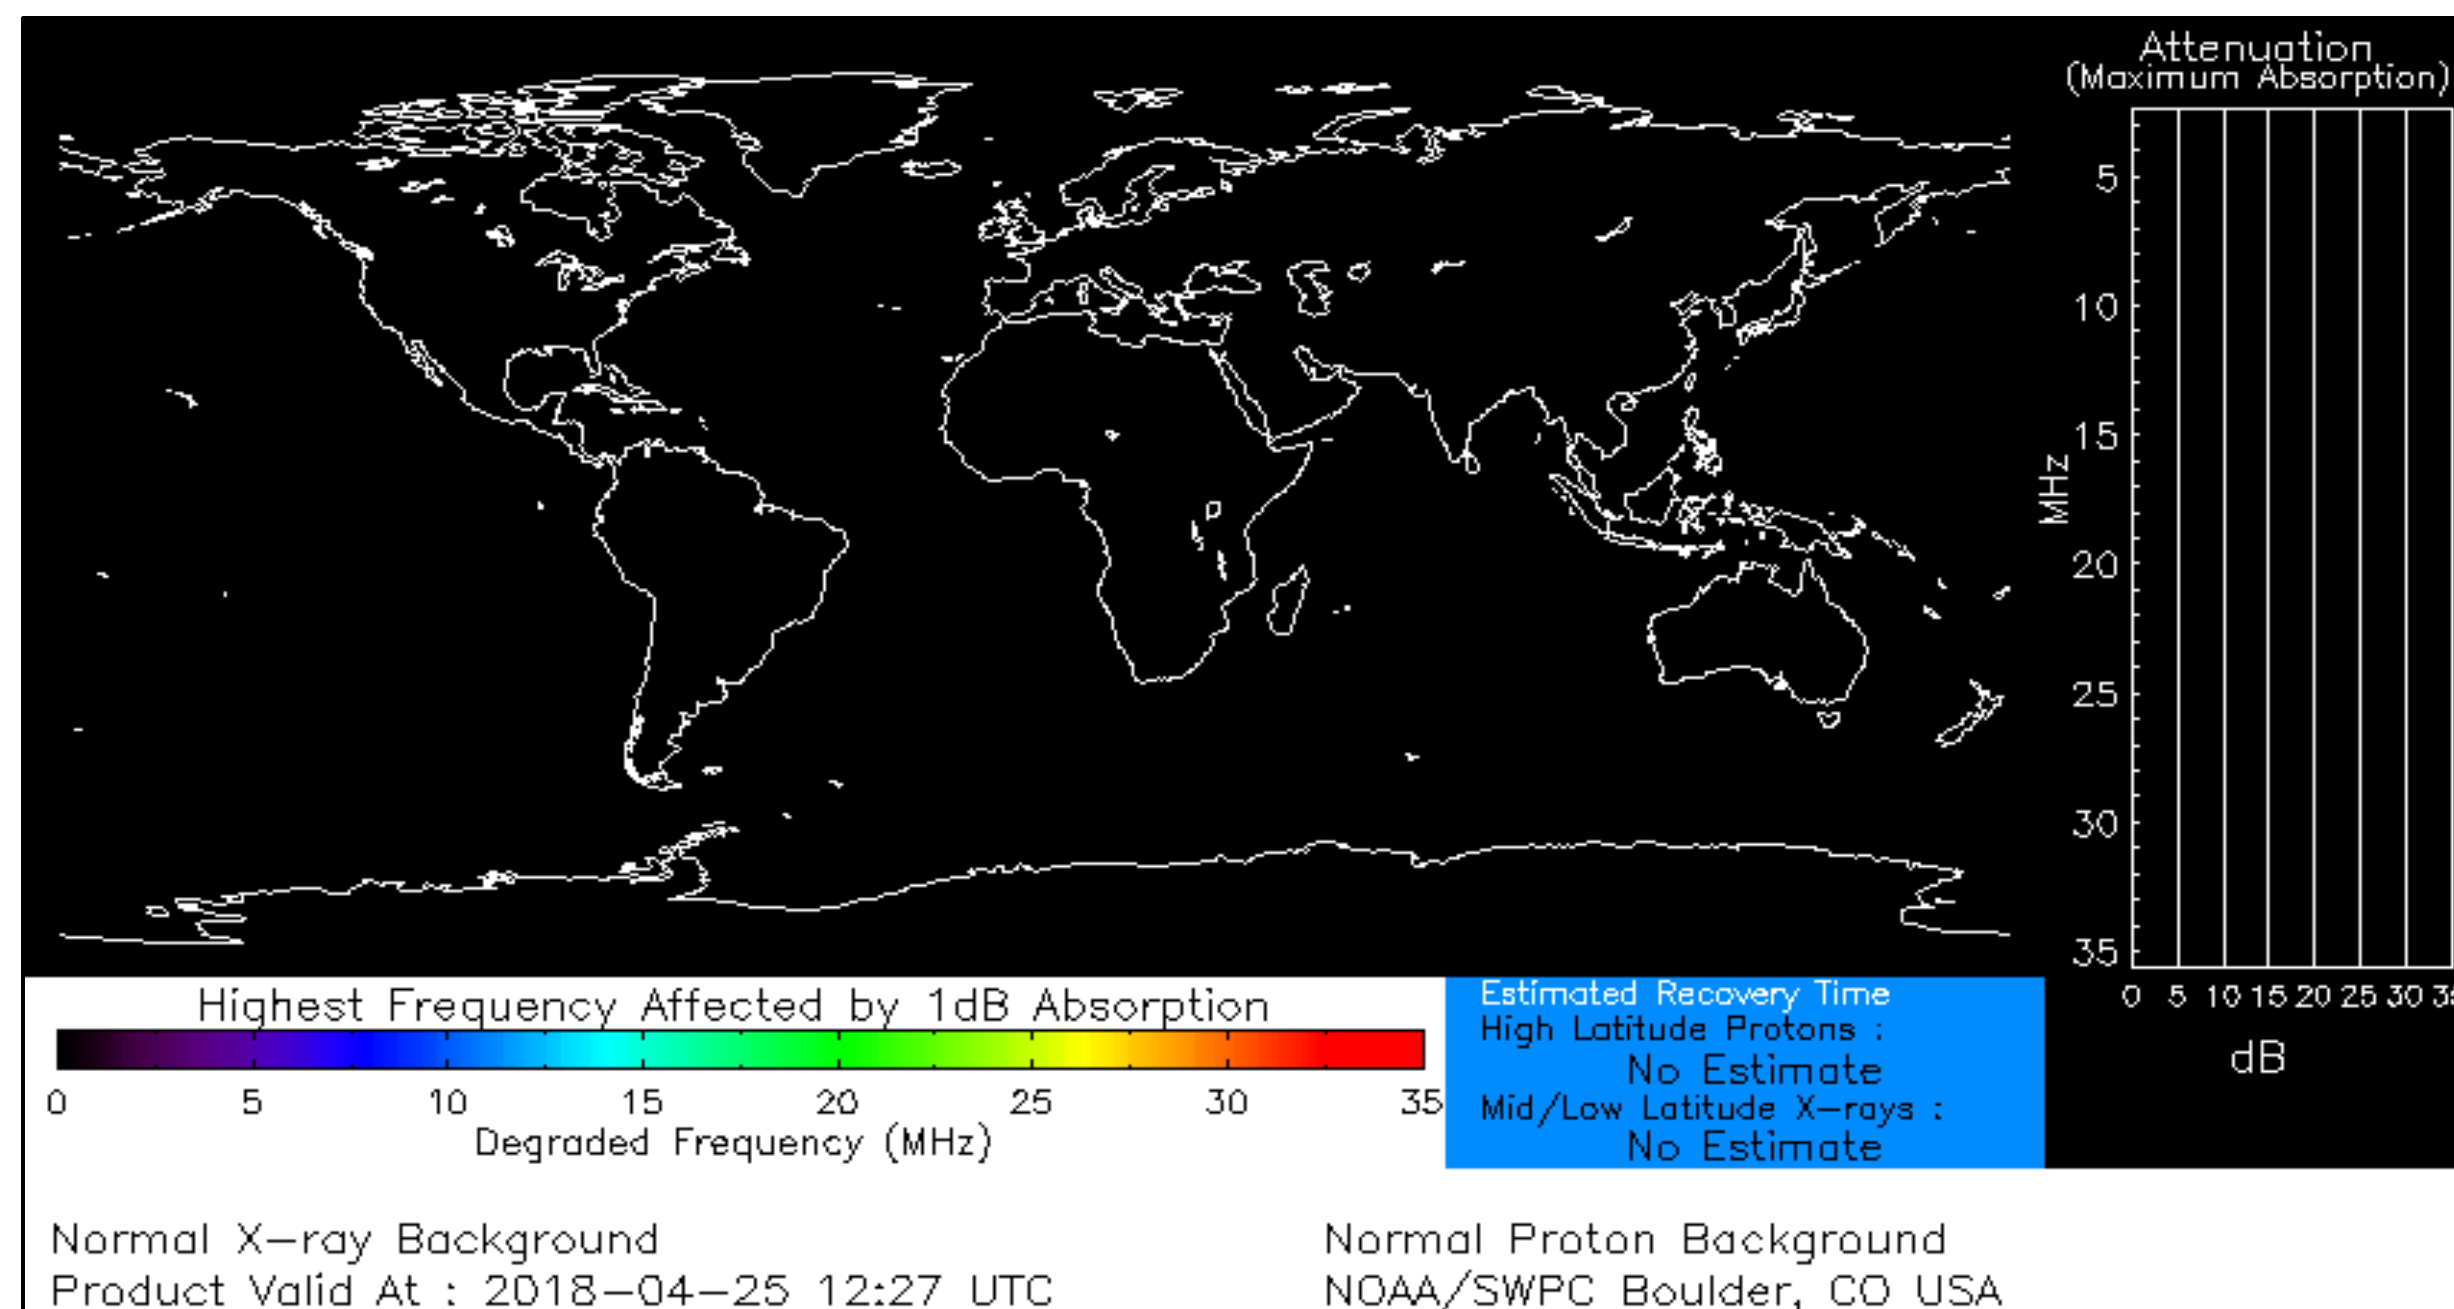 Attenuation
(Maximum Absorption)
5
10
15
20
25
30
35
MHz
0 5 10 15 20 25 30
dB
Highest Frequency Affected by 1dB Absorption
0 5 10 15 20 25 30 35
Degraded Frequency (MHz)
Estimated Recovery Time
High Latitude Protons :
No Estimate
Mid/Low Latitude X-rays :
No Estimate
Normal X-ray Background
Normal Proton Background
Product Valid At : 2018-04-25 12:27 UTC
NOAA/SWPC Boulder, CO USA